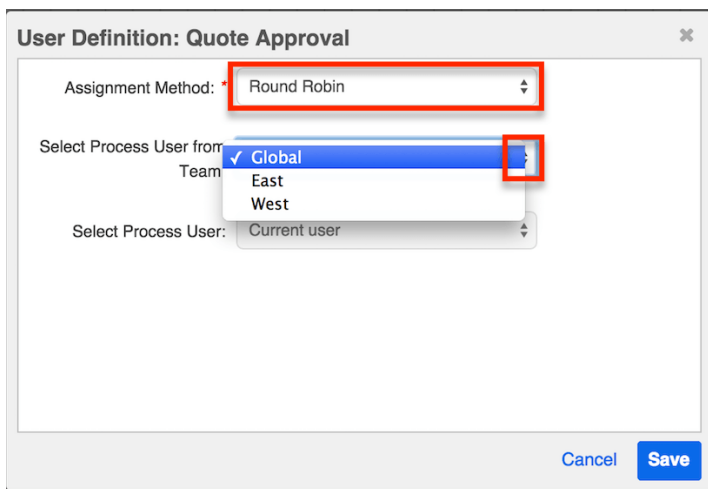 User Definition: Quote Approval
Assignment Method: * Round Robin
Select Process User from
Team
✓ Global
East
West
Select Process User: Current user
Cancel Save